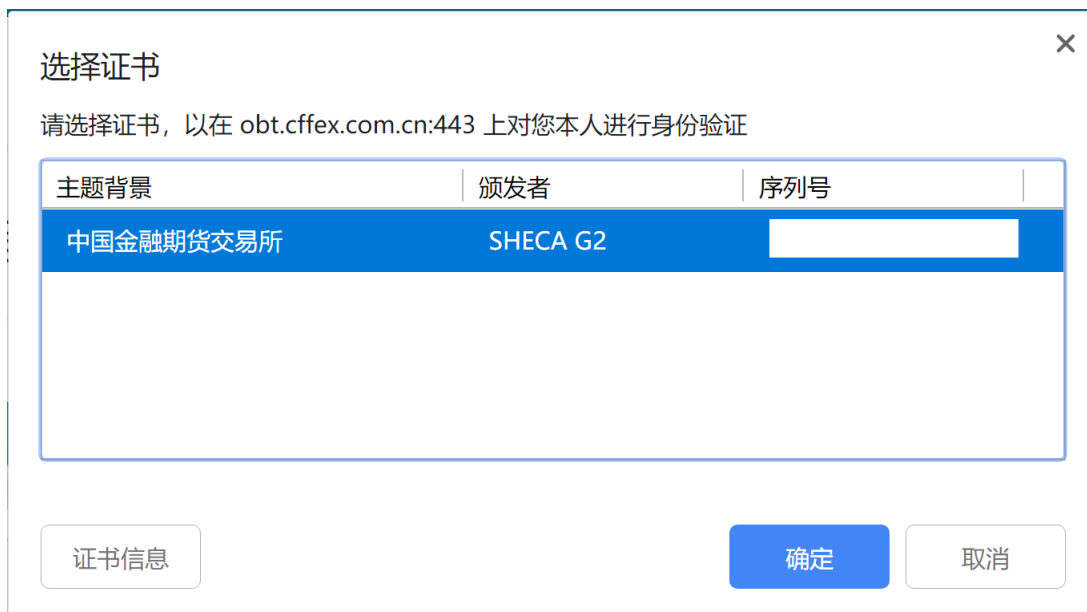 选择证书
请选择证书，以在 obt.cffex.com.cn:443 上对您本人进行身份验证
主题背景 颁发者 序列号
中国金融期货交易所 SHECA G2
证书信息 确定 取消